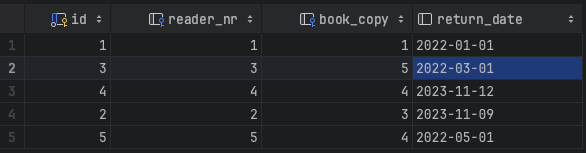 id reader_nr book_copy return_date
1 1 1 1 2022-01-01
2 3 3 5 2022-03-01
3 4 4 4 2023-11-12
4 2 2 3 2023-11-09
5 5 5 4 2022-05-01